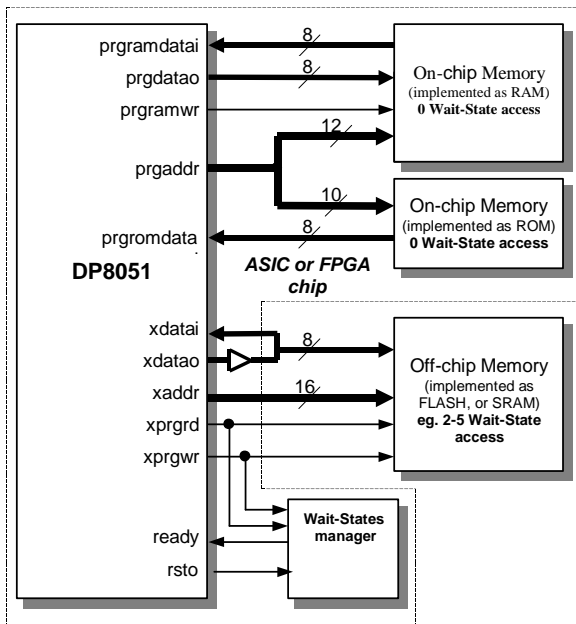 prgramdatai
8
prgdatao
8
prgramwr
On-chip Memory
(implemented as RAM)
0 Wait-State access
12
prgaddr
10
8
prgromdata
On-chip Memory
(implemented as ROM)
0 Wait-State access
DP8051
ASIC or FPGA
chip
xdatai
xdatao
8
xaddr
16
xprgrd
xprgwr
Off-chip Memory
(implemented as
FLASH, or SRAM)
eg. 2-5 Wait-State
access
ready
rsto
Wait-States
manager